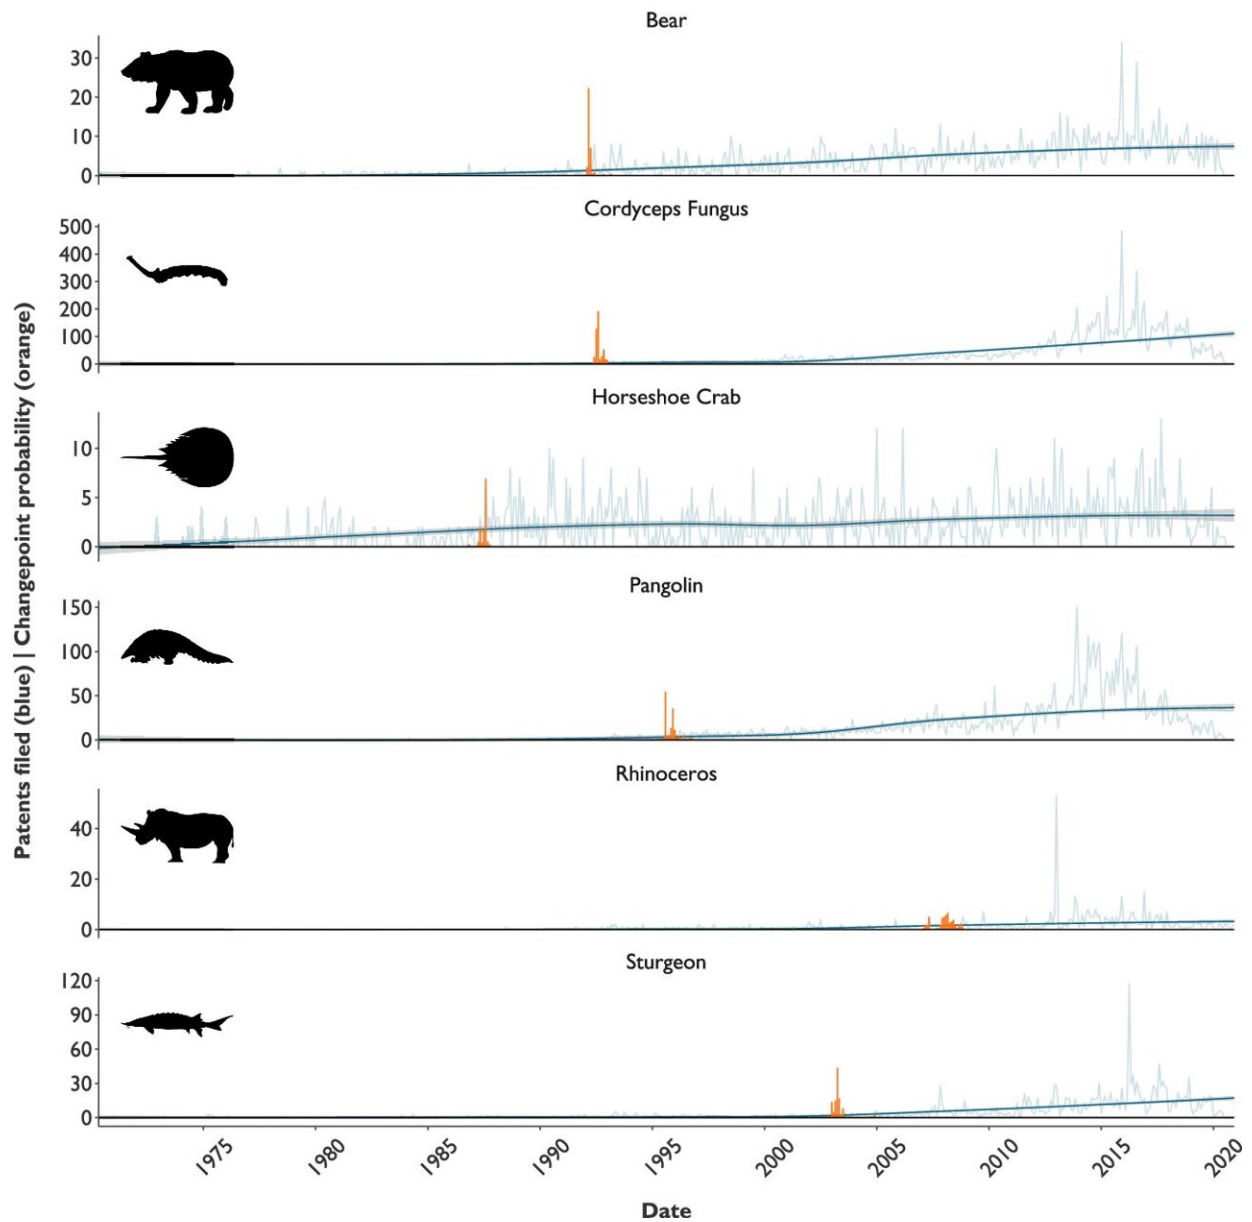 Bear
30
20
10
0
Cordyceps Fungus
500
400
300
200
100
0
Horseshoe Crab
10
5
0
Pangolin
150
100
50
0
Rhinoceros
40
20
0
Sturgeon
120
90
60
30
0
Patents filed (blue) | Changepoint probability (orange)
1975 1980 1985 1990 1995 2000 2005 2010 2015 2020
Date